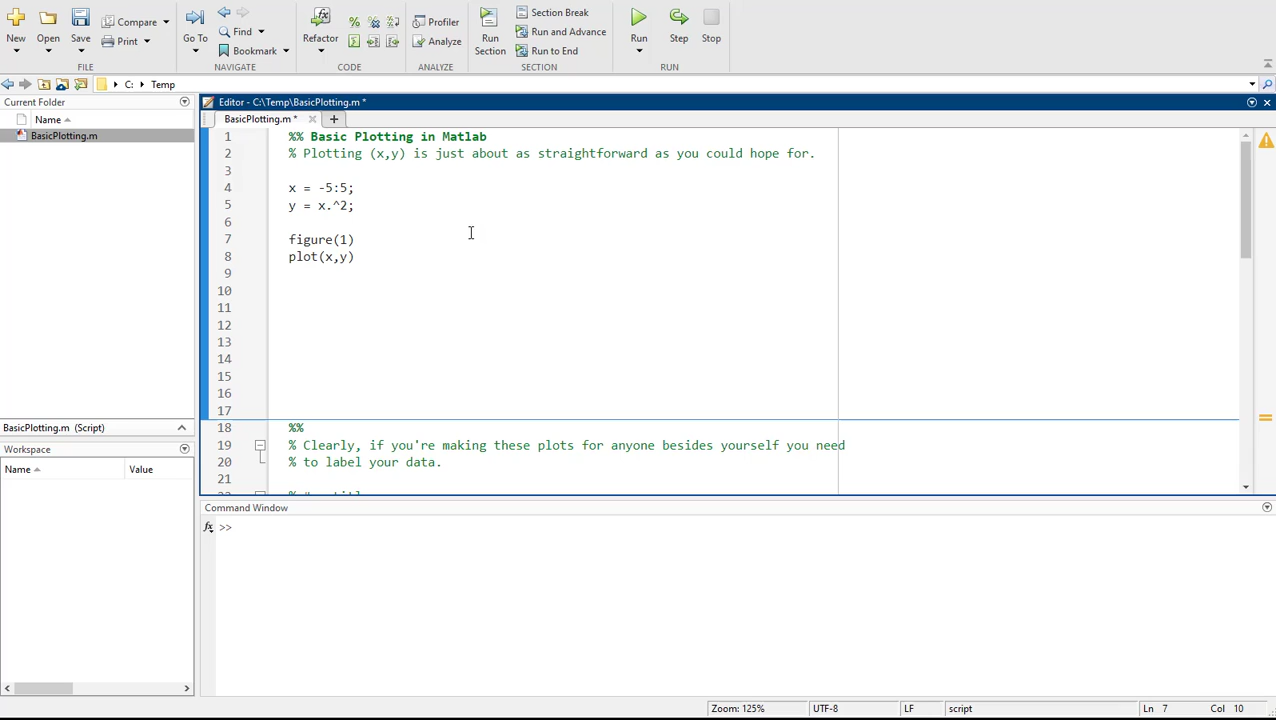 New
Open
Save
Compare
Print
Go To
Find
Bookmark
Refactor
Profiler
Analyze
Run
Section
Section Break
Run and Advance
Run to End
Run
Step
Stop
FILE
NAVIGATE
CODE
ANALYZE
SECTION
RUN
C:
Temp
Current Folder
Name
BasicPlotting.m
BasicPlotting.m (Script)
Workspace
Name
Value
Editor - C:\Temp\BasicPlotting.m *
BasicPlotting.m *
1 %% Basic Plotting in Matlab
2 % Plotting (x,y) is just about as straightforward as you could hope for.
3
4 x = -5:5;
5 y = x.^2;
6
7 figure(1)
8 plot(x,y)
9
10
11
12
13
14
15
16
17
18 %%
19 % Clearly, if you're making these plots for anyone besides yourself you need
20 % to label your data.
21
Command Window
fx >>
Zoom: 125%
UTF-8
LF
script
Ln 7
Col 10